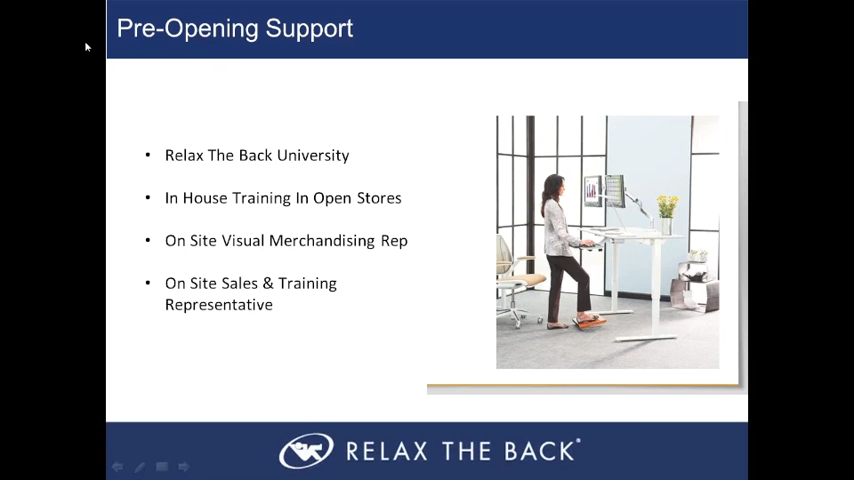 Pre-Opening Support
• Relax The Back University
• In House Training In Open Stores
• On Site Visual Merchandising Rep
• On Site Sales & Training
Representative
RELAX THE BACK®